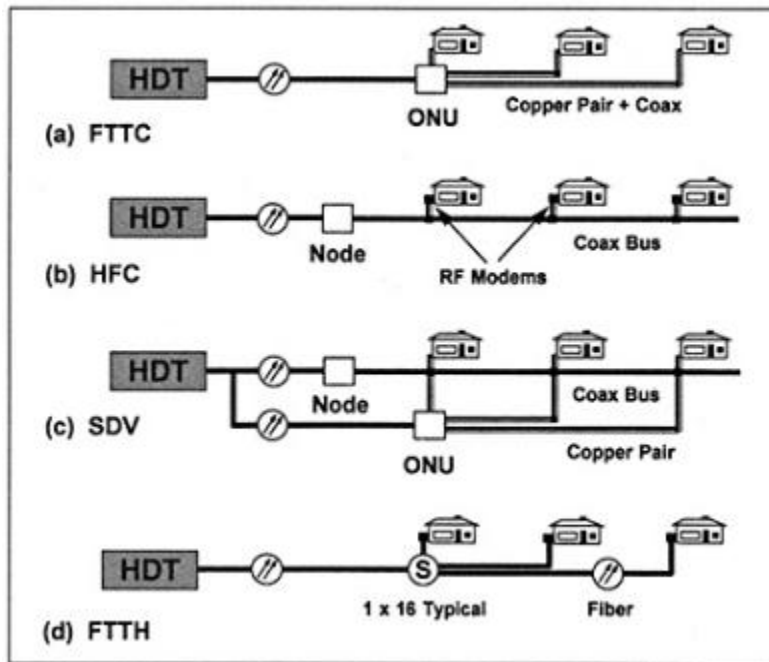 HDT
ONU
Copper Pair + Coax
(a) FTTC
HDT
Node
RF Modems
Coax Bus
(b) HFC
HDT
Node
Coax Bus
(c) SDV
ONU
Copper Pair
HDT
S
1 x 16 Typical
Fiber
(d) FTTH